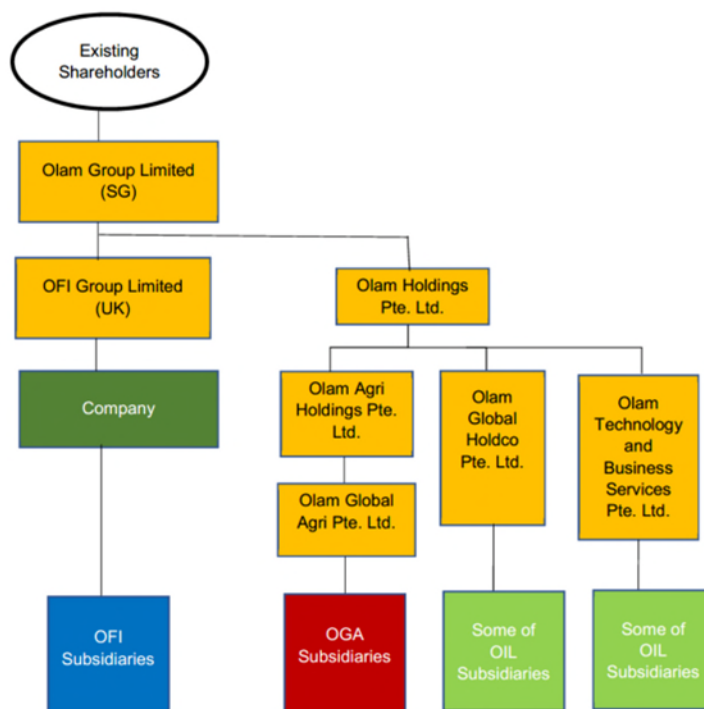 Existing
Shareholders
Olam Group Limited
(SG)
OFI Group Limited
(UK)
Olam Holdings
Pte. Ltd.
Company
Olam Agri
Holdings Pte.
Ltd.
Olam
Global
Holdco
Pte. Ltd.
Olam
Technology
and
Business
Services
Pte. Ltd.
Olam Global
Agri Pte. Ltd.
OFI
Subsidiaries
OGA
Subsidiaries
Some of
OIL
Subsidiaries
Some of
OIL
Subsidiaries